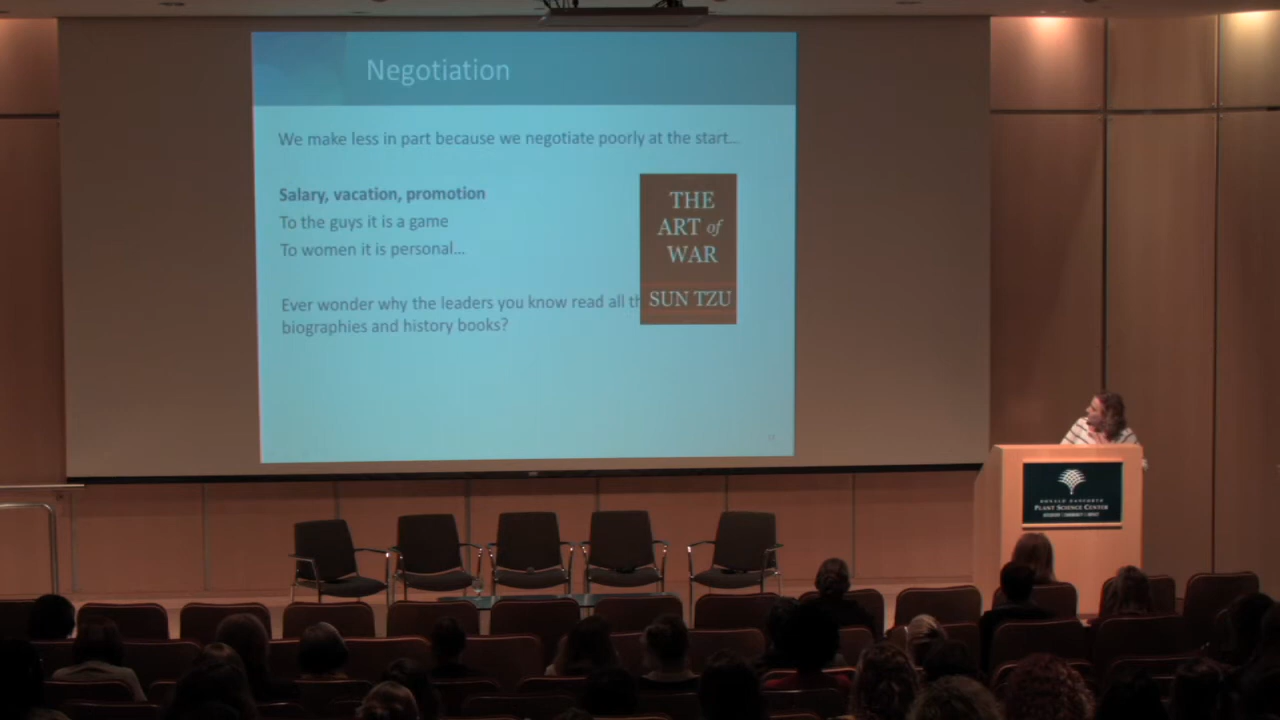 Negotiation
We make less in part because we negotiate poorly at the start...
Salary, vacation, promotion
To the guys it is a game
To women it is personal...
Ever wonder why the leaders you know read all th
biographies and history books?
THE
ART of
WAR
SUN TZU
DONALD DANFORTH
PLANT SCIENCE CENTER